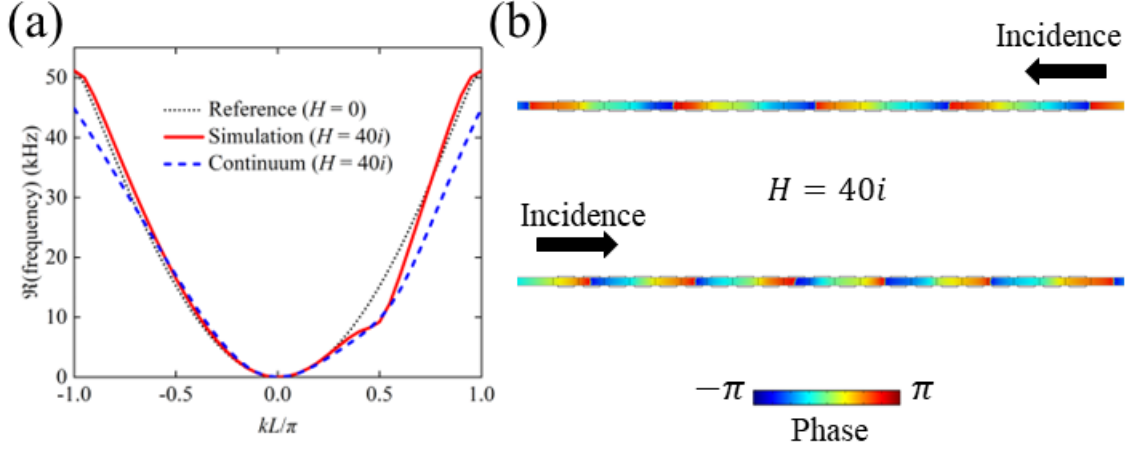 (a)
50
40
30
20
10
0
ℜ(frequency) (kHz)
Reference (H = 0)
Simulation (H = 40i)
Continuum (H = 40i)
-1.0 -0.5 0.0 0.5 1.0
kL/π
(b)
Incidence
H = 40i
Incidence
−π π
Phase